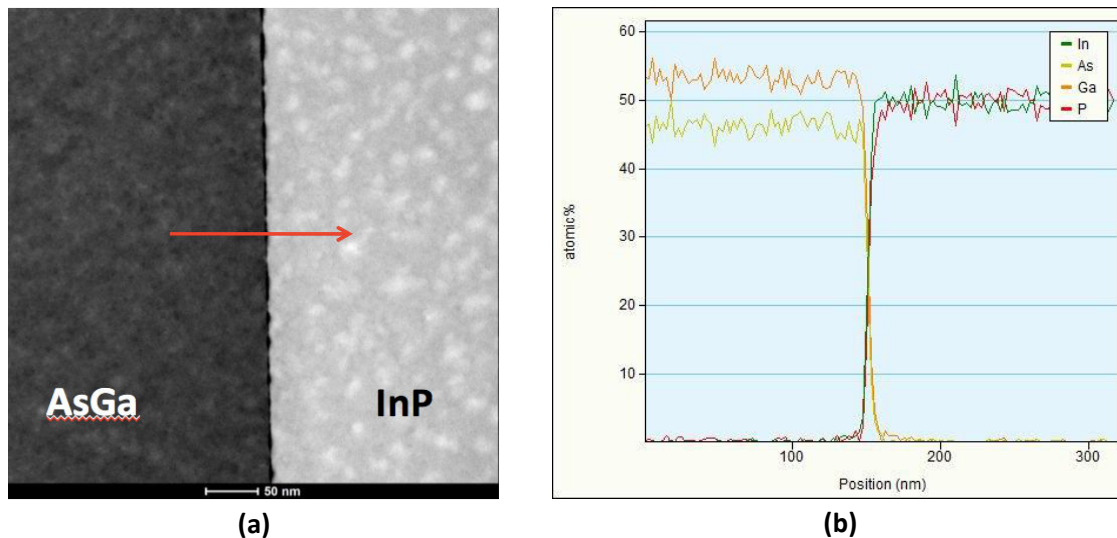 AsGa
InP
50 nm
(a)
60
50
40
30
20
10
atomic%
In
As
Ga
P
100
200
300
Position (nm)
(b)